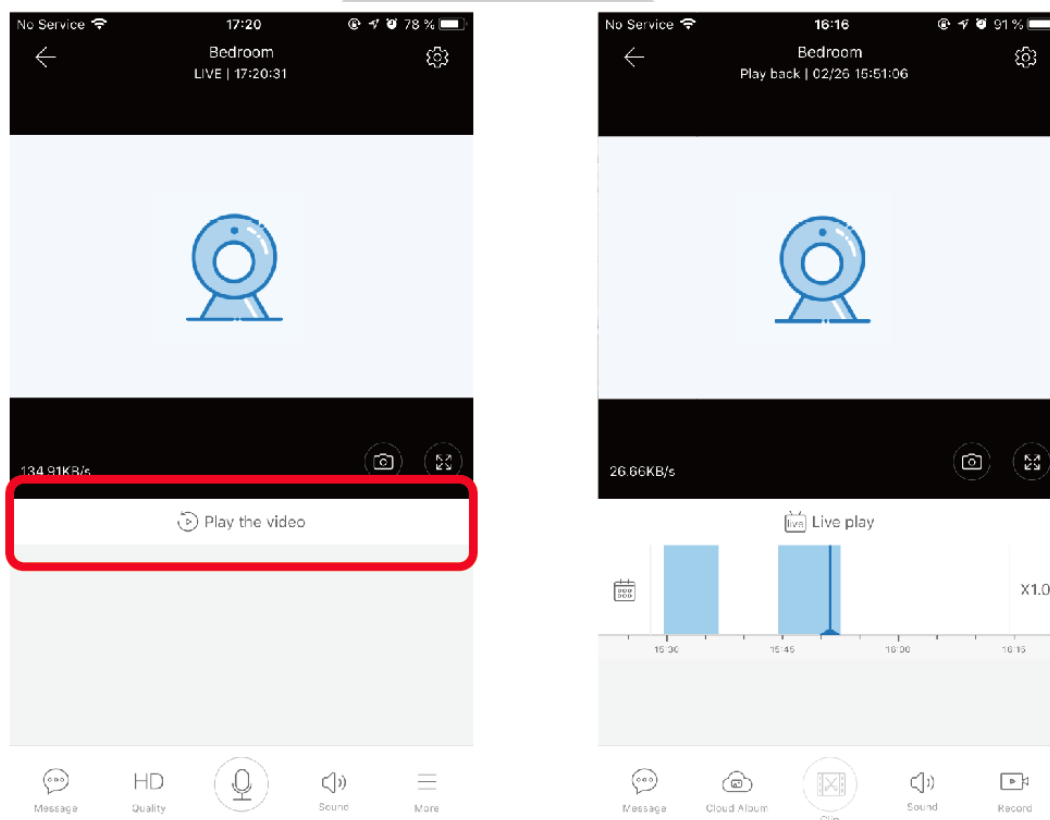 No Service 17:20 78 %
Bedroom
LIVE | 17:20:31
134.91KB/s
Play the video
Message
HD
Quality
Sound
More
No Service 16:16 91 %
Bedroom
Play back | 02/26 15:51:06
26.66KB/s
live Live play
X1.0
15:30 15:45 16:00 16:15
Message
Cloud Album
Clip
Sound
Record